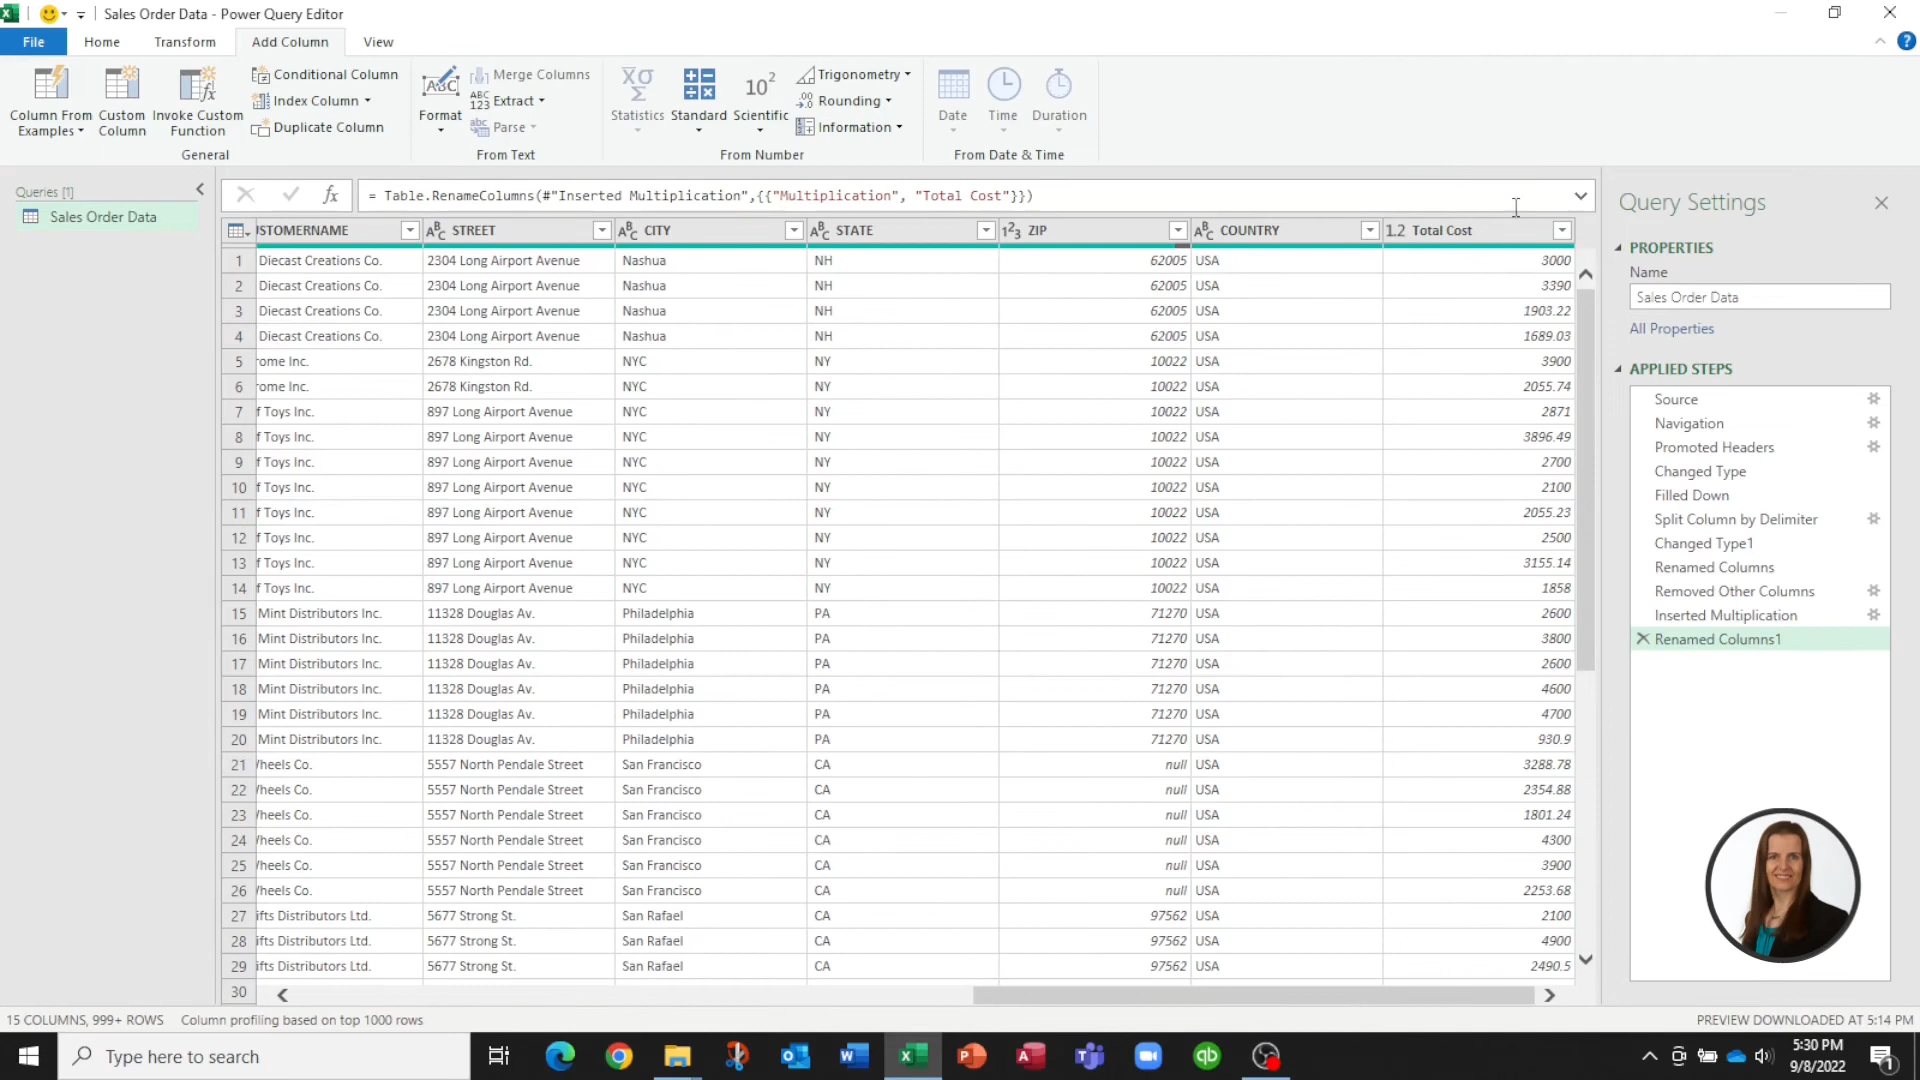 Sales Order Data - Power Query Editor
File Home Transform Add Column View
Column From Examples
Custom Column
Invoke Custom Function
Conditional Column
Index Column
Duplicate Column
General
Format
Merge Columns
Extract
Parse
From Text
Statistics
Standard
Scientific
Trigonometry
Rounding
Information
From Number
Date
Time
Duration
From Date & Time
Queries [1]
Sales Order Data
= Table.RenameColumns(#"Inserted Multiplication",{{"Multiplication", "Total Cost"}})
USTOMERNAME STREET CITY STATE ZIP COUNTRY 1.2 Total Cost
1 Diecast Creations Co. 2304 Long Airport Avenue Nashua NH 62005 USA 3000
2 Diecast Creations Co. 2304 Long Airport Avenue Nashua NH 62005 USA 3390
3 Diecast Creations Co. 2304 Long Airport Avenue Nashua NH 62005 USA 1903.22
4 Diecast Creations Co. 2304 Long Airport Avenue Nashua NH 62005 USA 1689.03
5 rome Inc. 2678 Kingston Rd. NYC NY 10022 USA 3900
6 rome Inc. 2678 Kingston Rd. NYC NY 10022 USA 2055.74
7 f Toys Inc. 897 Long Airport Avenue NYC NY 10022 USA 2871
8 f Toys Inc. 897 Long Airport Avenue NYC NY 10022 USA 3896.49
9 f Toys Inc. 897 Long Airport Avenue NYC NY 10022 USA 2700
10 f Toys Inc. 897 Long Airport Avenue NYC NY 10022 USA 2100
11 f Toys Inc. 897 Long Airport Avenue NYC NY 10022 USA 2055.23
12 f Toys Inc. 897 Long Airport Avenue NYC NY 10022 USA 2500
13 f Toys Inc. 897 Long Airport Avenue NYC NY 10022 USA 3155.14
14 f Toys Inc. 897 Long Airport Avenue NYC NY 10022 USA 1858
15 Mint Distributors Inc. 11328 Douglas Av. Philadelphia PA 71270 USA 2600
16 Mint Distributors Inc. 11328 Douglas Av. Philadelphia PA 71270 USA 3800
17 Mint Distributors Inc. 11328 Douglas Av. Philadelphia PA 71270 USA 2600
18 Mint Distributors Inc. 11328 Douglas Av. Philadelphia PA 71270 USA 4600
19 Mint Distributors Inc. 11328 Douglas Av. Philadelphia PA 71270 USA 4700
20 Mint Distributors Inc. 11328 Douglas Av. Philadelphia PA 71270 USA 930.9
21 heels Co. 5557 North Pendale Street San Francisco CA null USA 3288.78
22 heels Co. 5557 North Pendale Street San Francisco CA null USA 2354.88
23 heels Co. 5557 North Pendale Street San Francisco CA null USA 1801.24
24 heels Co. 5557 North Pendale Street San Francisco CA null USA 4300
25 heels Co. 5557 North Pendale Street San Francisco CA null USA 3900
26 heels Co. 5557 North Pendale Street San Francisco CA null USA 2253.68
27 ifts Distributors Ltd. 5677 Strong St. San Rafael CA 97562 USA 2100
28 ifts Distributors Ltd. 5677 Strong St. San Rafael CA 97562 USA 4900
29 ifts Distributors Ltd. 5677 Strong St. San Rafael CA 97562 USA 2490.5
30
Query Settings
PROPERTIES
Name
Sales Order Data
All Properties
APPLIED STEPS
Source
Navigation
Promoted Headers
Changed Type
Filled Down
Split Column by Delimiter
Changed Type1
Renamed Columns
Removed Other Columns
Inserted Multiplication
Renamed Columns1
15 COLUMNS, 999+ ROWS Column profiling based on top 1000 rows
PREVIEW DOWNLOADED AT 5:14 PM
Type here to search
5:30 PM
9/8/2022
1